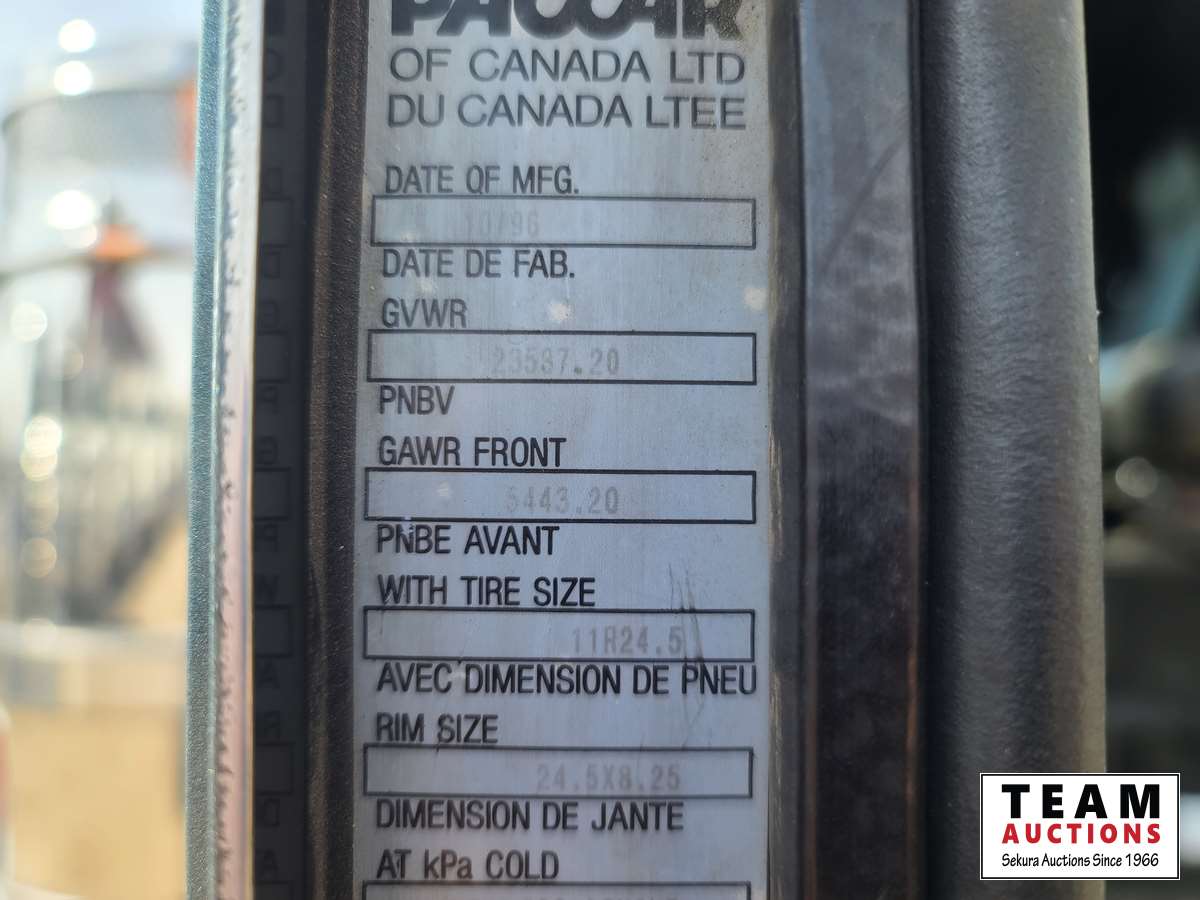 PACCAR
OF CANADA LTD
DU CANADA LTEE
DATE OF MFG.
10/96
DATE DE FAB.
GVWR
23587.20
PNBV
GAWR FRONT
5443.20
PNBE AVANT
WITH TIRE SIZE
11R24.5
AVEC DIMENSION DE PNEU
RIM SIZE
24.5X8.25
DIMENSION DE JANTE
AT kPa COLD
TEAM
AUCTIONS
Sekura Auctions Since 1966